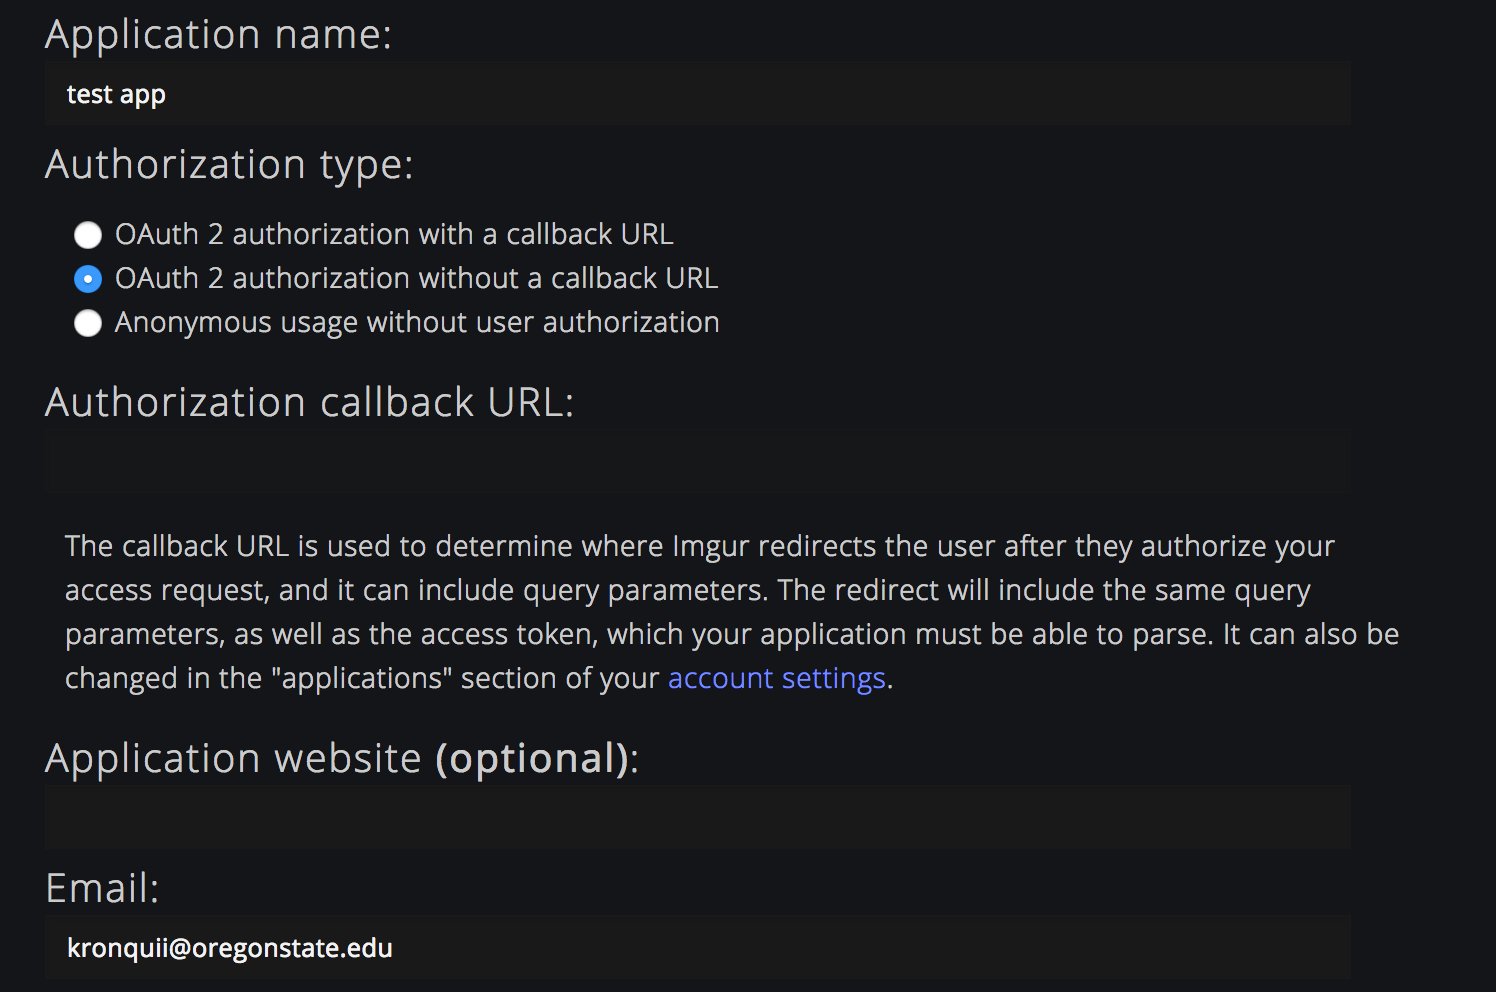 Application name:
test app
Authorization type:
OAuth 2 authorization with a callback URL
OAuth 2 authorization without a callback URL
Anonymous usage without user authorization
Authorization callback URL:
The callback URL is used to determine where Imgur redirects the user after they authorize your
access request, and it can include query parameters. The redirect will include the same query
parameters, as well as the access token, which your application must be able to parse. It can also be
changed in the "applications" section of your account settings.
Application website (optional):
Email:
kronquii@oregonstate.edu